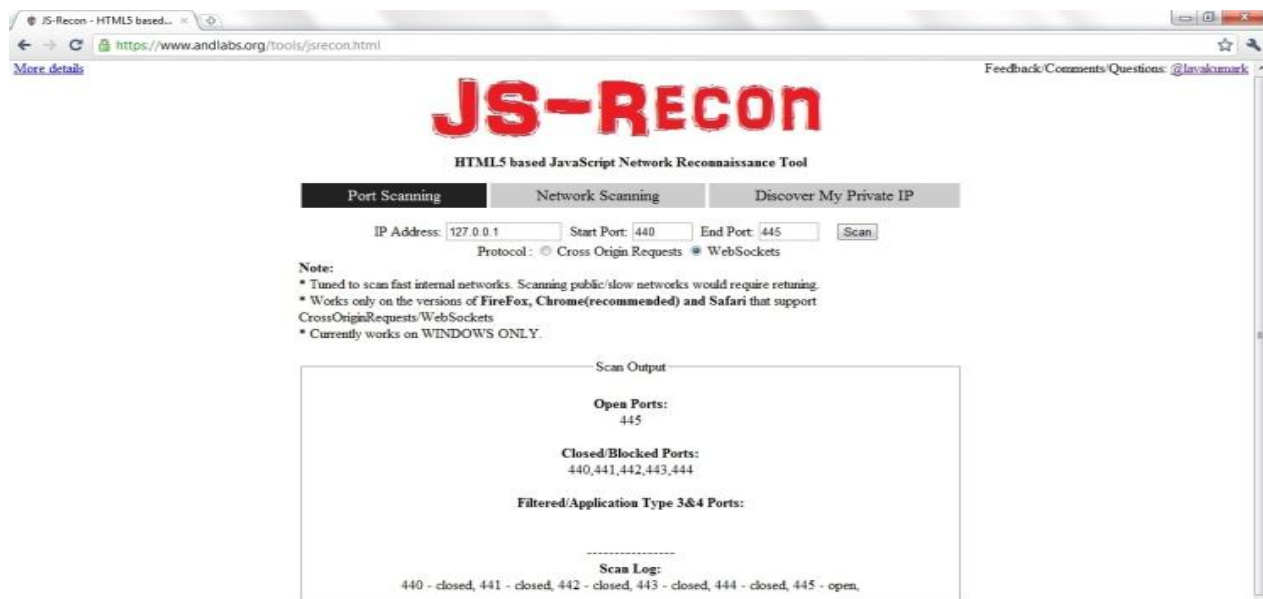 JS-Recon - HTML5 based...
https://www.andlabs.org/tools/jsrecon.html
More details
Feedback/Comments/Questions: @lavakumark
JS-RECON
HTML5 based JavaScript Network Reconnaissance Tool
Port Scanning Network Scanning Discover My Private IP
IP Address: 127.0.0.1 Start Port: 440 End Port: 445 Scan
Protocol : Cross Origin Requests WebSockets
Note:
* Tuned to scan fast internal networks. Scanning public/slow networks would require retuning.
* Works only on the versions of FireFox, Chrome(recommended) and Safari that support
CrossOriginRequests/WebSockets
* Currently works on WINDOWS ONLY.
Scan Output
Open Ports:
445
Closed/Blocked Ports:
440,441,442,443,444
Filtered/Application Type 3&4 Ports:
----------------
Scan Log:
440 - closed, 441 - closed, 442 - closed, 443 - closed, 444 - closed, 445 - open,